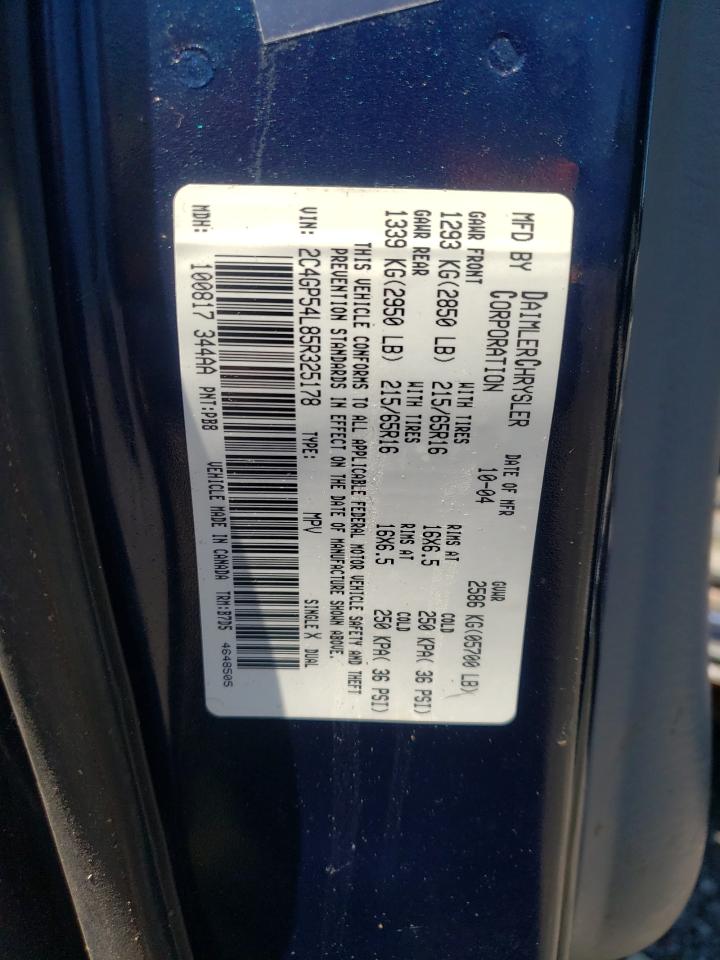 MFD BY DAIMLERCHRYSLER CORPORATION
DATE OF MFR 10-04
GVWR 2586 KG(05700 LB)
GAWR FRONT WITH TIRES RIMS AT COLD
1293 KG(2850 LB) 215/65R16 16X6.5 250 KPA( 36 PSI)
GAWR REAR WITH TIRES RIMS AT COLD
1339 KG(2950 LB) 215/65R16 16X6.5 250 KPA( 36 PSI)
THIS VEHICLE CONFORMS TO ALL APPLICABLE FEDERAL MOTOR VEHICLE SAFETY AND THEFT
PREVENTION STANDARDS IN EFFECT ON THE DATE OF MANUFACTURE SHOWN ABOVE.
VIN: 2C4GP54L85R325178 TYPE: MPV SINGLE X DUAL
MDH: 100817 344AA PNT:PB8 VEHICLE MADE IN CANADA TRM:B7D5 4648505